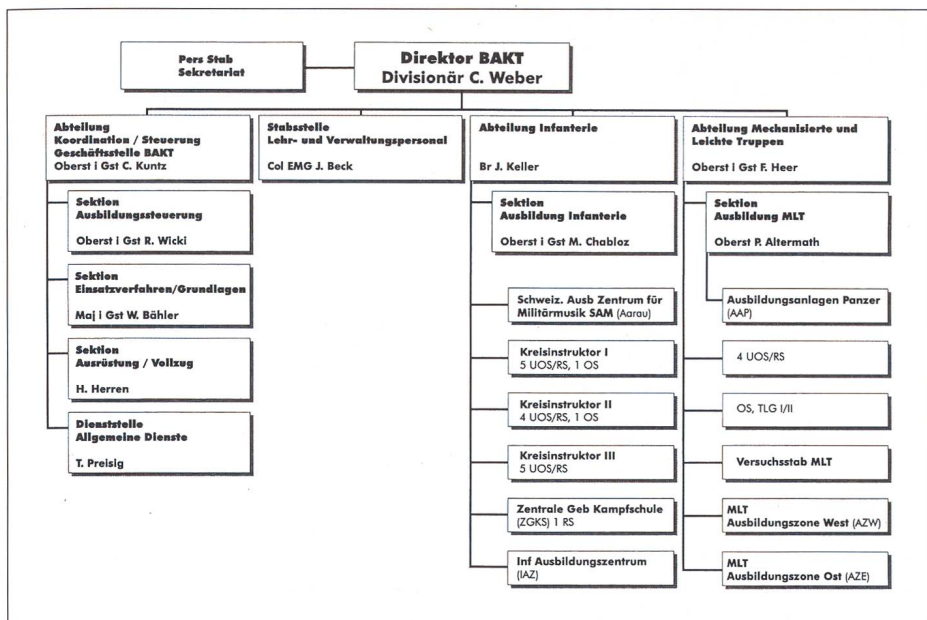 Pers Stab
Sekretariat
Direktor BAKT
Divisionär C. Weber
Abteilung
Koordination / Steuerung
Geschäftsstelle BAKT
Oberst i Gst C. Kuntz
Sektion
Ausbildungssteuerung
Oberst i Gst R. Wicki
Sektion
Einsatzverfahren/Grundlagen
Maj i Gst W. Bähler
Sektion
Ausrüstung / Vollzug
H. Herren
Dienststelle
Allgemeine Dienste
T. Preisig
Stabsstelle
Lehr- und Verwaltungspersonal
Col EMG J. Beck
Abteilung Infanterie
Br J. Keller
Sektion
Ausbildung Infanterie
Oberst i Gst M. Chabloz
Schweiz. Ausb Zentrum für
Militärmusik SAM (Aarau)
Kreisinstruktor I
5 UOS/RS, 1 OS
Kreisinstruktor II
4 UOS/RS, 1 OS
Kreisinstruktor III
5 UOS/RS
Zentrale Geb Kampfschule
(ZGKS) 1 RS
Inf Ausbildungszentrum
(IAZ)
Abteilung Mechanisierte und
Leichte Truppen
Oberst i Gst F. Heer
Sektion
Ausbildung MLT
Oberst P. Altermath
Ausbildungsanlagen Panzer
(AAP)
4 UOS/RS
OS, TLG I/II
Versuchsstab MLT
MLT
Ausbildungszone West (AZW)
MLT
Ausbildungszone Ost (AZE)